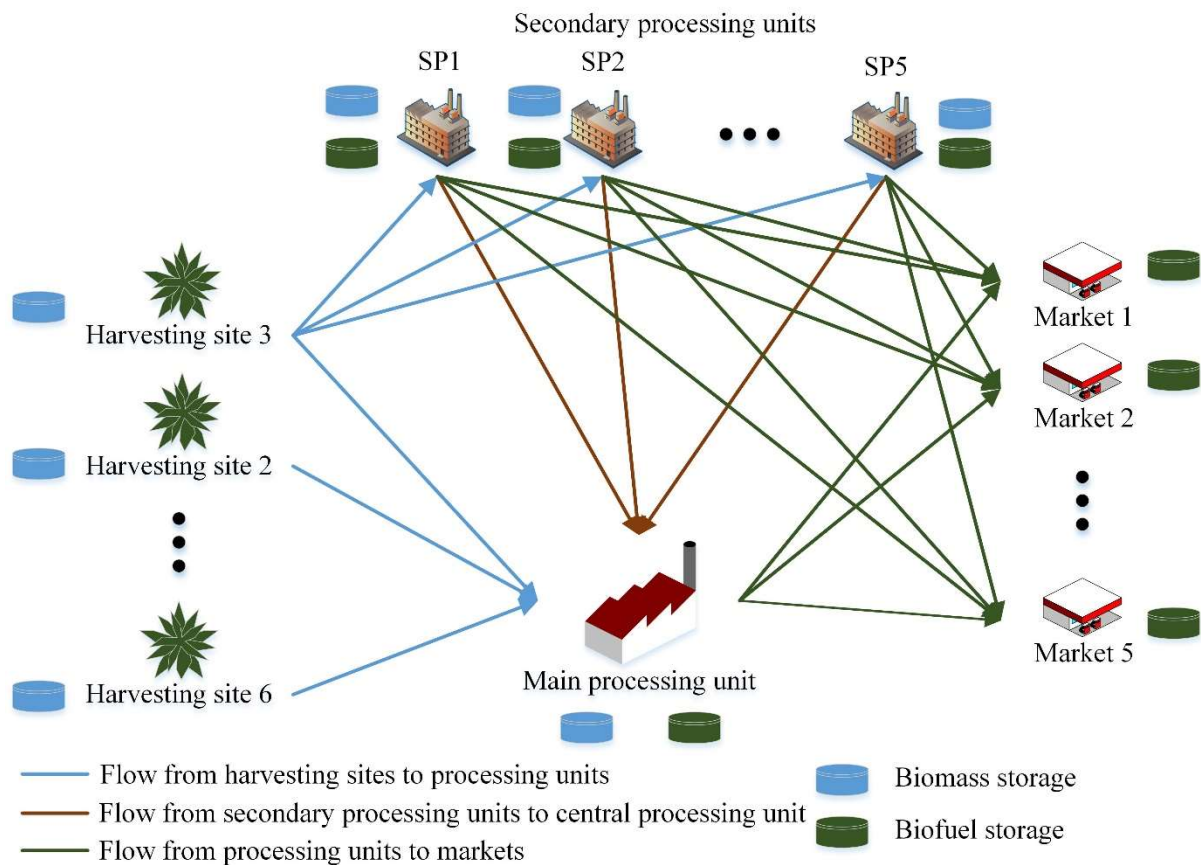 Secondary processing units
SP1
SP2
SP5
Harvesting site 3
Market 1
Market 2
Harvesting site 2
Harvesting site 6
Market 5
Main processing unit
Flow from harvesting sites to processing units
Flow from secondary processing units to central processing unit
Flow from processing units to markets
Biomass storage
Biofuel storage